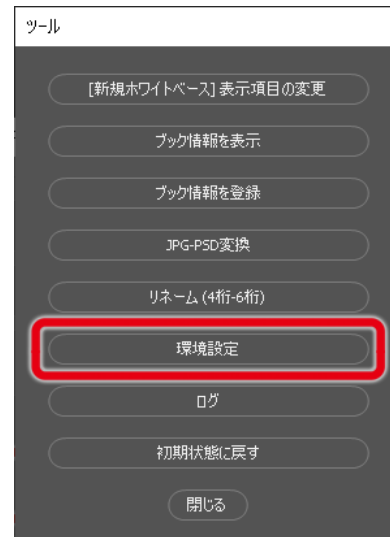 ツール
[新規ホワイトベース] 表示項目の変更
ブック情報を表示
ブック情報を登録
JPG-PSD変換
リネーム (4桁-6桁)
環境設定
ログ
初期状態に戻す
閉じる